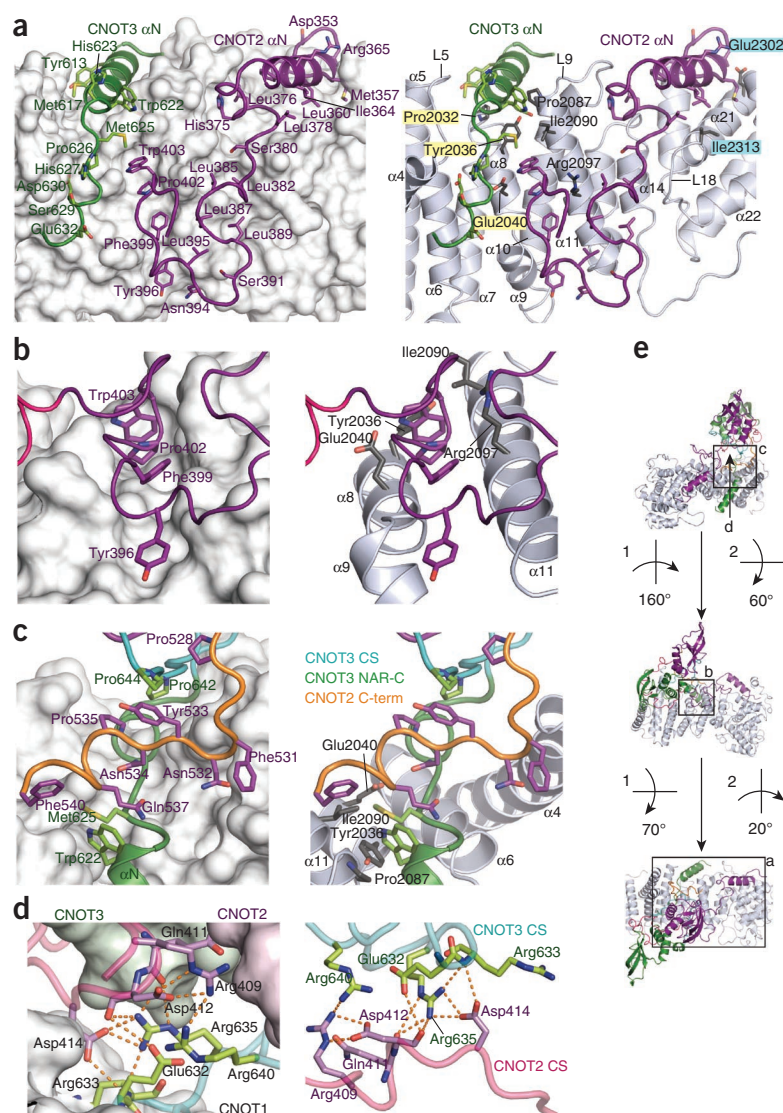 a
CNOT3 αN
His623
Tyr613
Met617
Trp622
Met625
Pro626
His627
Asp630
Ser629
Glu632
CNOT2 αN
Asp353
Arg365
Met357
Leu376
Leu360
Ile364
Leu378
His375
Ser380
Trp403
Leu385
Pro402
Leu382
Leu387
Leu389
Phe399
Leu395
Ser391
Tyr396
Asn394
CNOT3 αN
CNOT2 αN
L5
L9
α5
Glu2302
Pro2087
Pro2032
Ile2090
α21
Tyr2036
Ile2313
α8
Arg2097
α4
α14
L18
Glu2040
α22
α10
α11
α6
α7
α9
b
Trp403
Pro402
Phe399
Tyr396
Ile2090
Tyr2036
Glu2040
Arg2097
α8
α9
α11
c
Pro528
Pro644
Pro642
Pro535
Tyr533
Phe531
Asn534
Asn532
Phe540
Gln537
Met625
Trp622
αN
CNOT3 CS
CNOT3 NAR-C
CNOT2 C-term
Glu2040
α4
Ile2090
Tyr2036
α11
α6
Pro2087
d
CNOT3
CNOT2
Gln411
Arg409
Asp412
Asp414
Arg635
Glu632
Arg640
Arg633
CNOT1
CNOT3 CS
Glu632
Arg633
Arg640
Asp412
Asp414
Arg635
Gln411
CNOT2 CS
Arg409
e
c
d
1
2
160°
60°
b
1
2
70°
20°
a